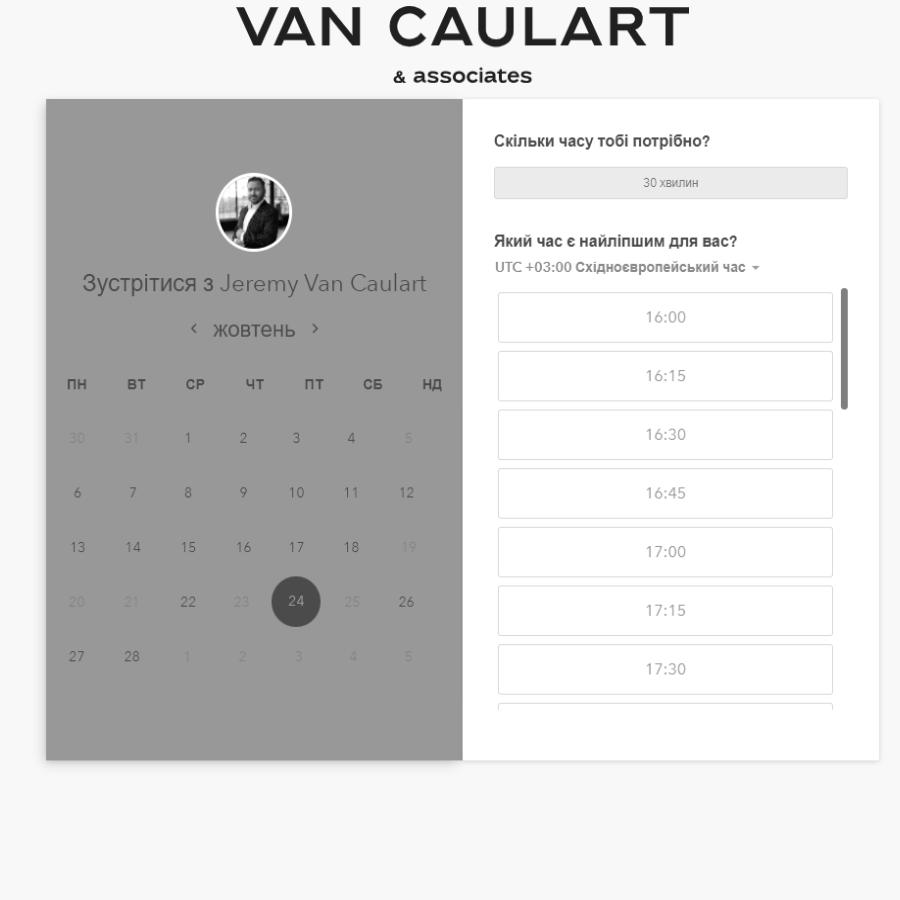 VAN CAULART
& associates
Зустрітися з Jeremy Van Caulart
жовтень
ПН ВТ СР ЧТ ПТ СБ НД
30 31 1 2 3 4 5
6 7 8 9 10 11 12
13 14 15 16 17 18 19
20 21 22 23 24 25 26
27 28 1 2 3 4 5
Скільки часу тобі потрібно?
30 хвилин
Який час є найліпшим для вас?
UTC +03:00 Східноєвропейський час
16:00
16:15
16:30
16:45
17:00
17:15
17:30